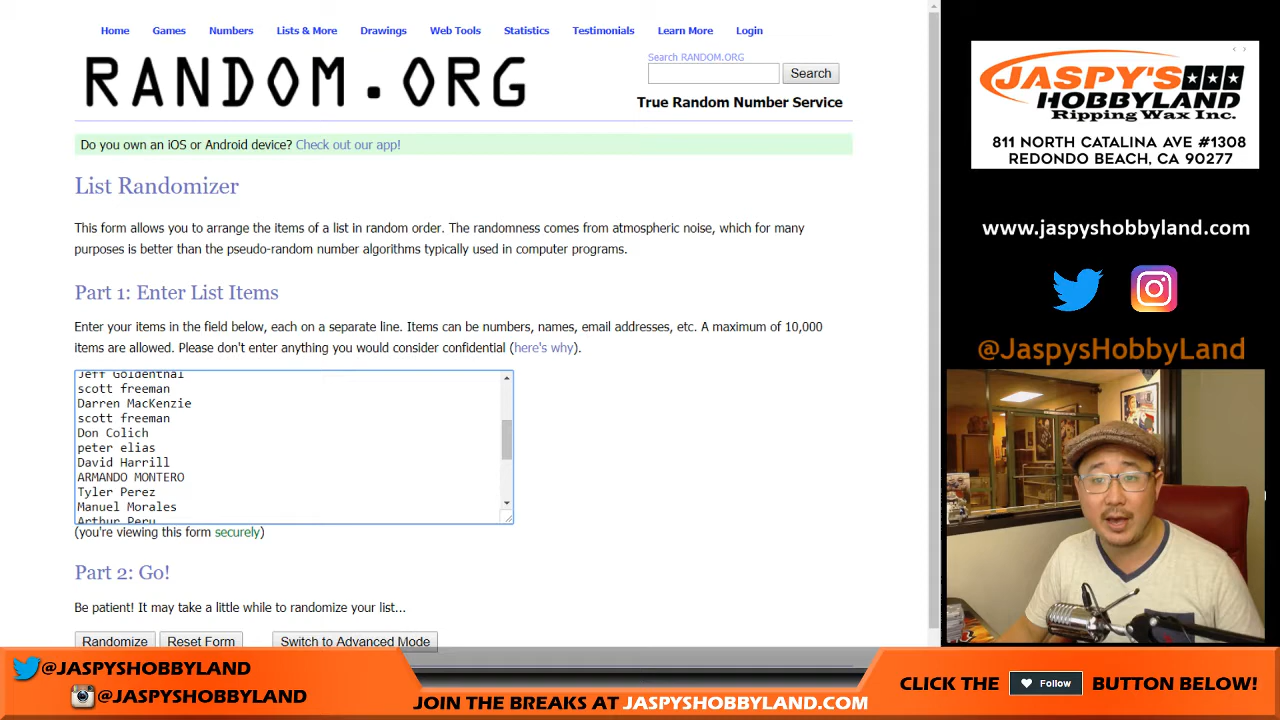 Home Games Numbers Lists & More Drawings Web Tools Statistics Testimonials Learn More Login
RANDOM.ORG
Search RANDOM.ORG
Search
True Random Number Service
Do you own an iOS or Android device? Check out our app!
List Randomizer
This form allows you to arrange the items of a list in random order. The randomness comes from atmospheric noise, which for many
purposes is better than the pseudo-random number algorithms typically used in computer programs.
Part 1: Enter List Items
Enter your items in the field below, each on a separate line. Items can be numbers, names, email addresses, etc. A maximum of 10,000
items are allowed. Please don't enter anything you would consider confidential (here's why).
Jeff Goldenthal
scott freeman
Darren MacKenzie
scott freeman
Don Colich
peter elias
David Harrill
ARMANDO MONTERO
Tyler Perez
Manuel Morales
Arthur Peru
(you're viewing this form securely)
Part 2: Go!
Be patient! It may take a little while to randomize your list...
Randomize Reset Form Switch to Advanced Mode
JASPY'S
HOBBYLAND
Ripping Wax Inc.
811 NORTH CATALINA AVE #1308
REDONDO BEACH, CA 90277
www.jaspyshobbyland.com
@JaspysHobbyLand
@JASPYSHOBBYLAND
@JASPYSHOBBYLAND
JOIN THE BREAKS AT JASPYSHOBBYLAND.COM
CLICK THE Follow BUTTON BELOW!